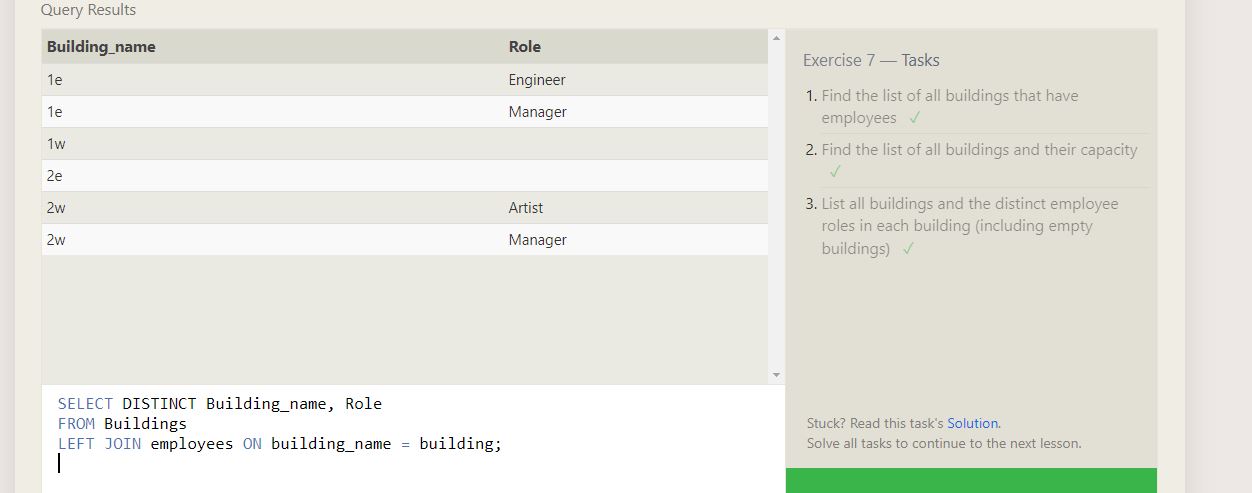 Query Results
Building_name Role
1e Engineer
1e Manager
1w
2e
2w Artist
2w Manager
SELECT DISTINCT Building_name, Role
FROM Buildings
LEFT JOIN employees ON building_name = building;
Exercise 7 — Tasks
1. Find the list of all buildings that have
employees ✓
2. Find the list of all buildings and their capacity
✓
3. List all buildings and the distinct employee
roles in each building (including empty
buildings) ✓
Stuck? Read this task's Solution.
Solve all tasks to continue to the next lesson.